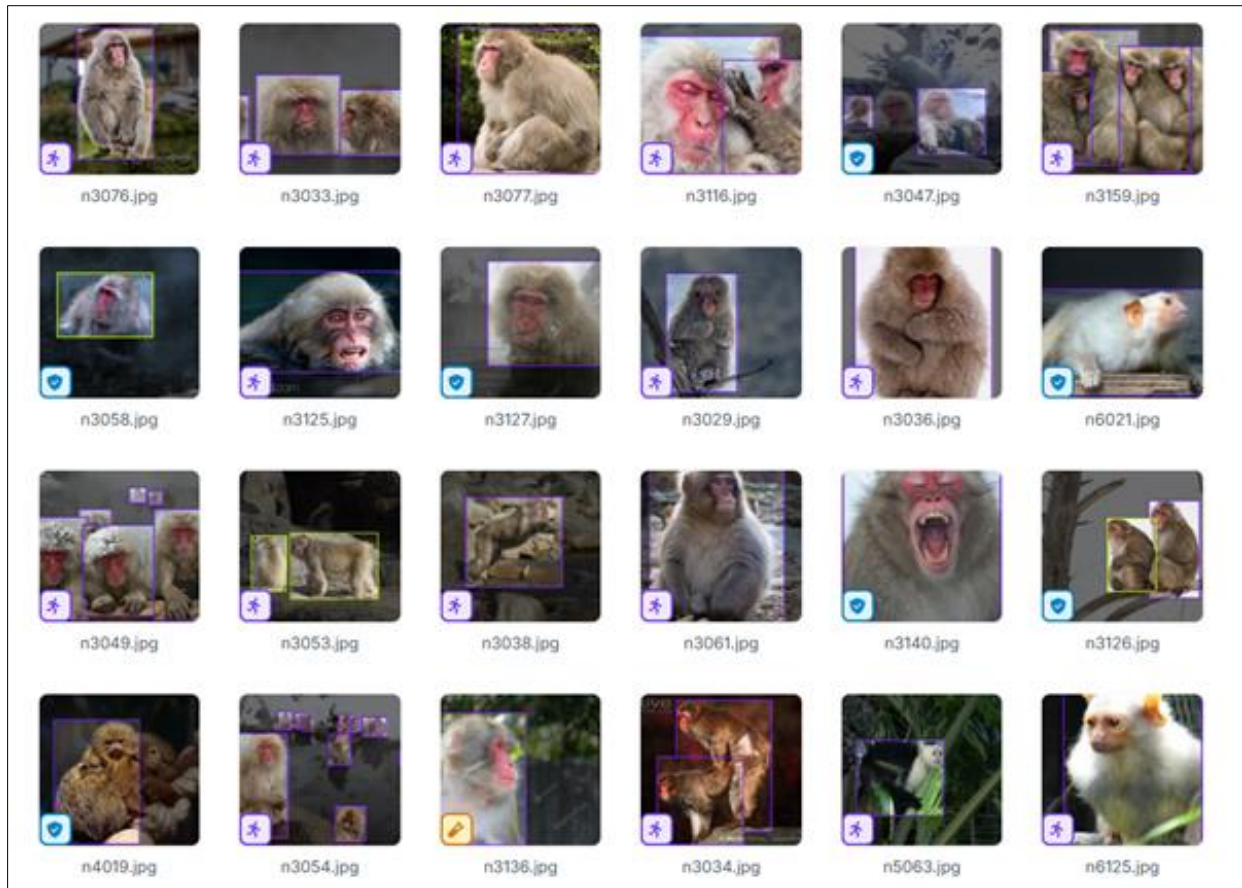 n3076.jpg n3033.jpg n3077.jpg n3116.jpg n3047.jpg n3159.jpg
n3058.jpg n3125.jpg n3127.jpg n3029.jpg n3036.jpg n6021.jpg
n3049.jpg n3053.jpg n3038.jpg n3061.jpg n3140.jpg n3126.jpg
n4019.jpg n3054.jpg n3136.jpg n3034.jpg n5063.jpg n6125.jpg